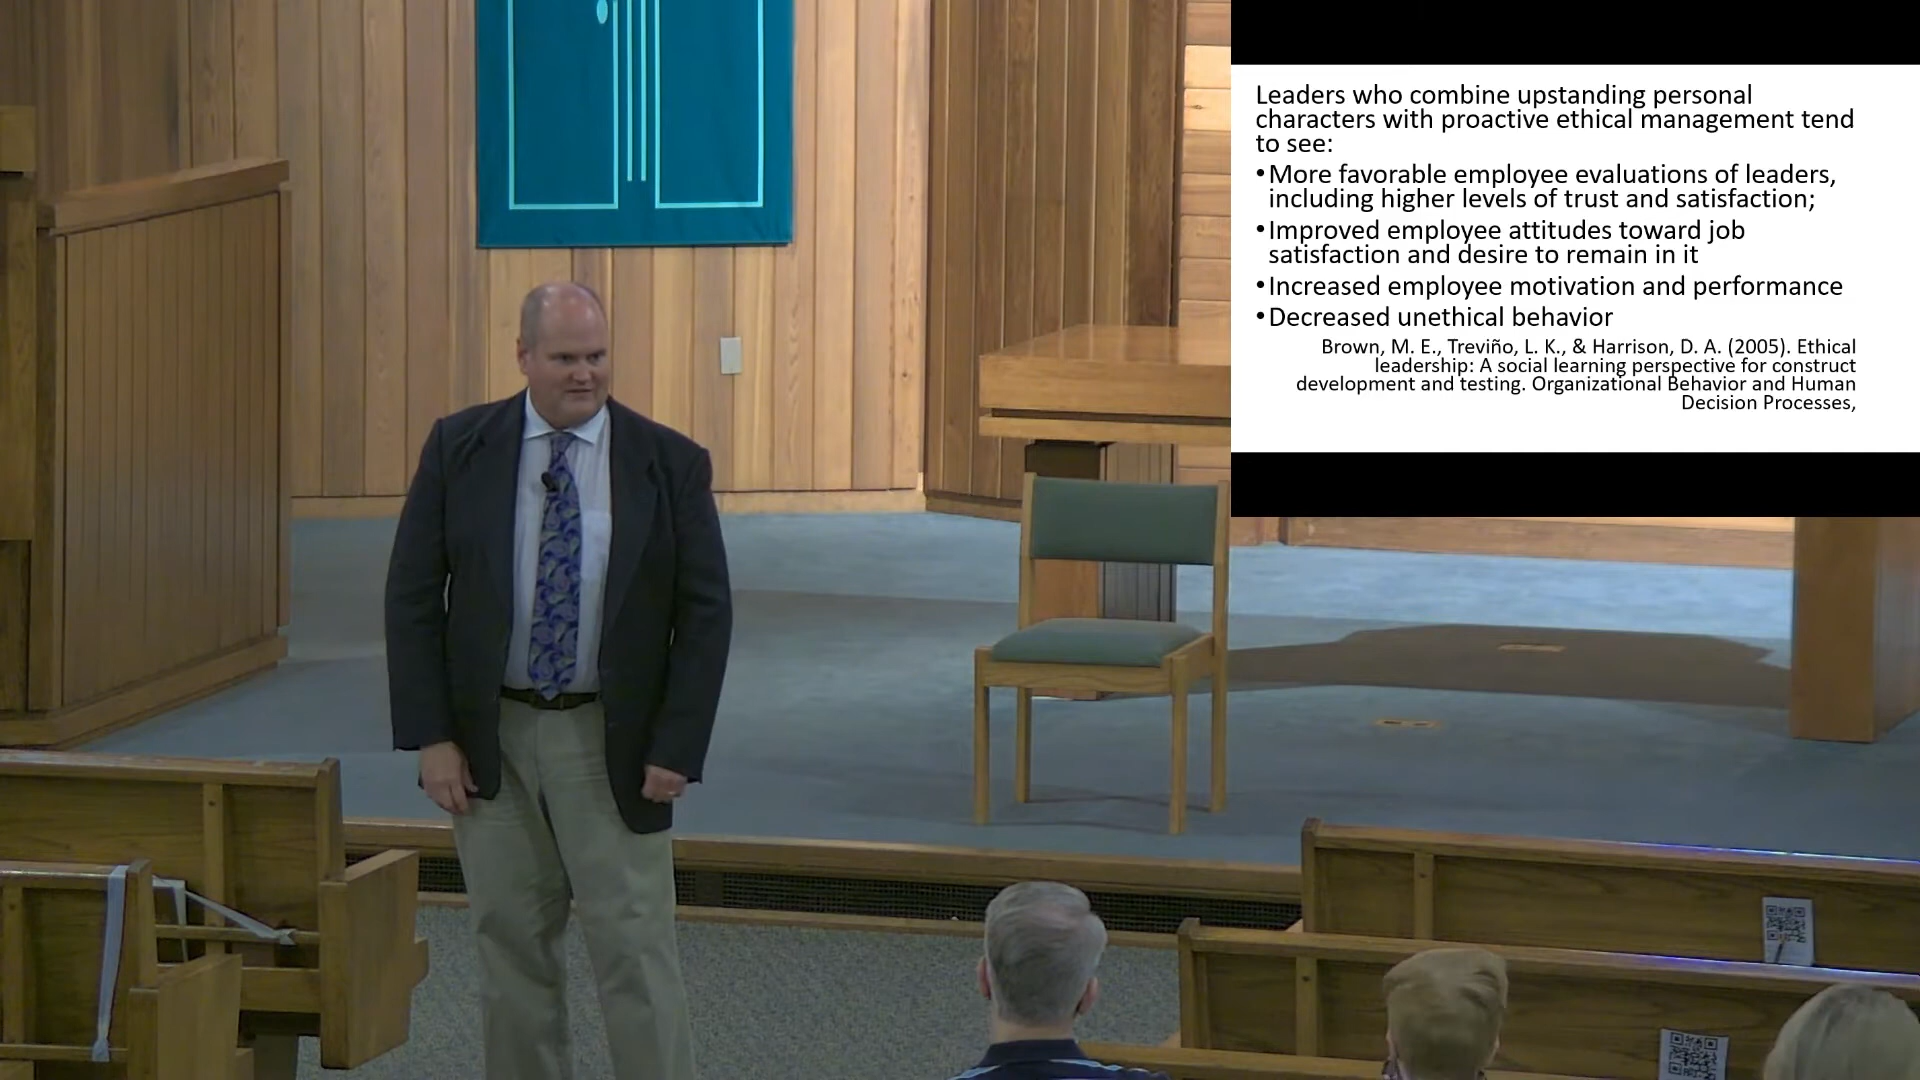 Leaders who combine upstanding personal
characters with proactive ethical management tend
to see:
•More favorable employee evaluations of leaders,
including higher levels of trust and satisfaction;
•Improved employee attitudes toward job
satisfaction and desire to remain in it
•Increased employee motivation and performance
•Decreased unethical behavior
Brown, M. E., Treviño, L. K., & Harrison, D. A. (2005). Ethical
leadership: A social learning perspective for construct
development and testing. Organizational Behavior and Human
Decision Processes,